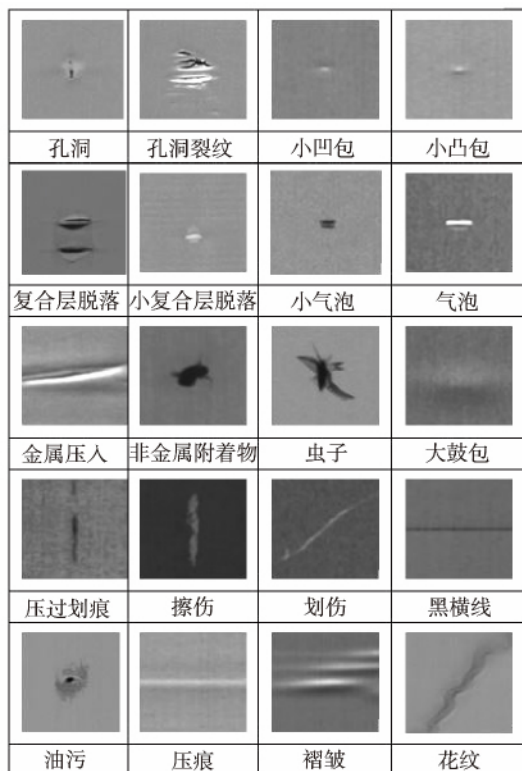 孔洞 孔洞裂纹 小凹包 小凸包
复合层脱落 小复合层脱落 小气泡 气泡
金属压入 非金属附着物 虫子 大鼓包
压过划痕 擦伤 划伤 黑横线
油污 压痕 褶皱 花纹